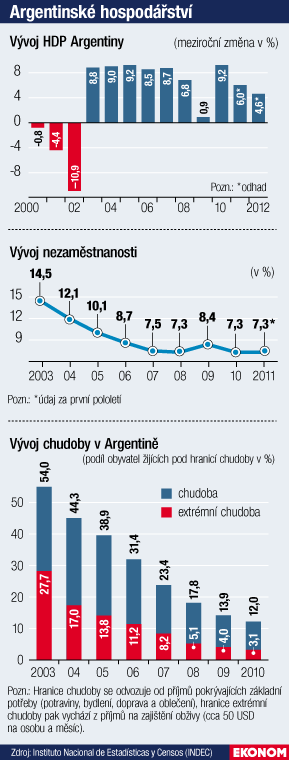 Argentinské hospodářství
Vývoj HDP Argentiny (meziroční změna v %)
8
4
0
-4
-8
-0,8
-4,4
-10,9
8,8
9,0
9,2
8,5
8,7
6,8
0,9
9,2
6,0*
4,6*
Pozn.: *odhad
2000 02 04 06 08 10 2012
Vývoj nezaměstnanosti
(v %)
15
12
9
14,5
12,1
10,1
8,7
7,5
7,3
8,4
7,3
7,3*
2003 04 05 06 07 08 09 10 2011
Pozn.: *údaj za první pololetí
Vývoj chudoby v Argentině
(podíl obyvatel žijících pod hranicí chudoby v %)
50
40
30
20
10
0
chudoba
extrémní chudoba
54,0
44,3
38,9
31,4
23,4
17,8
13,9
12,0
27,7
17,0
13,8
11,2
8,2
5,1
4,0
3,1
2003 04 05 06 07 08 09 2010
Pozn.: Hranice chudoby se odvozuje od příjmů pokrývajících základní
potřeby (potraviny, bydlení, doprava a oblečení), hranice extrémní
chudoby pak vychází z příjmů na zajištění obživy (cca 50 USD
na osobu a měsíc).
Zdroj: Instituto Nacional de Estadísticas y Censos (INDEC)
EKONOM